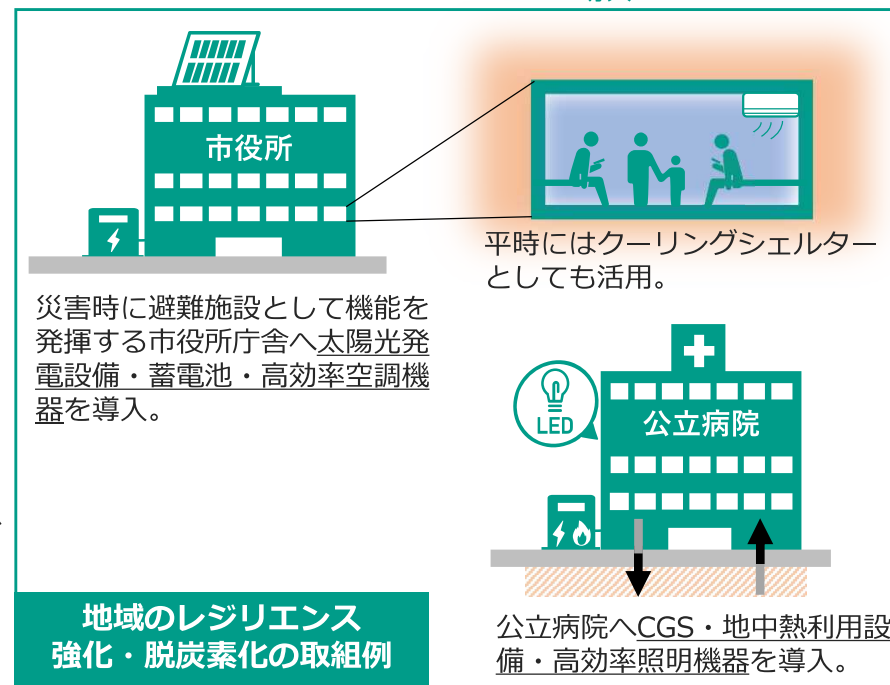 市役所
平時にはクーリングシェルター
としても活用。
災害時に避難施設として機能を
発揮する市役所庁舎へ太陽光発
電設備・蓄電池・高効率空調機
器を導入。
LED
公立病院
公立病院へCGS・地中熱利用設
備・高効率照明機器を導入。
地域のレジリエンス
強化・脱炭素化の取組例